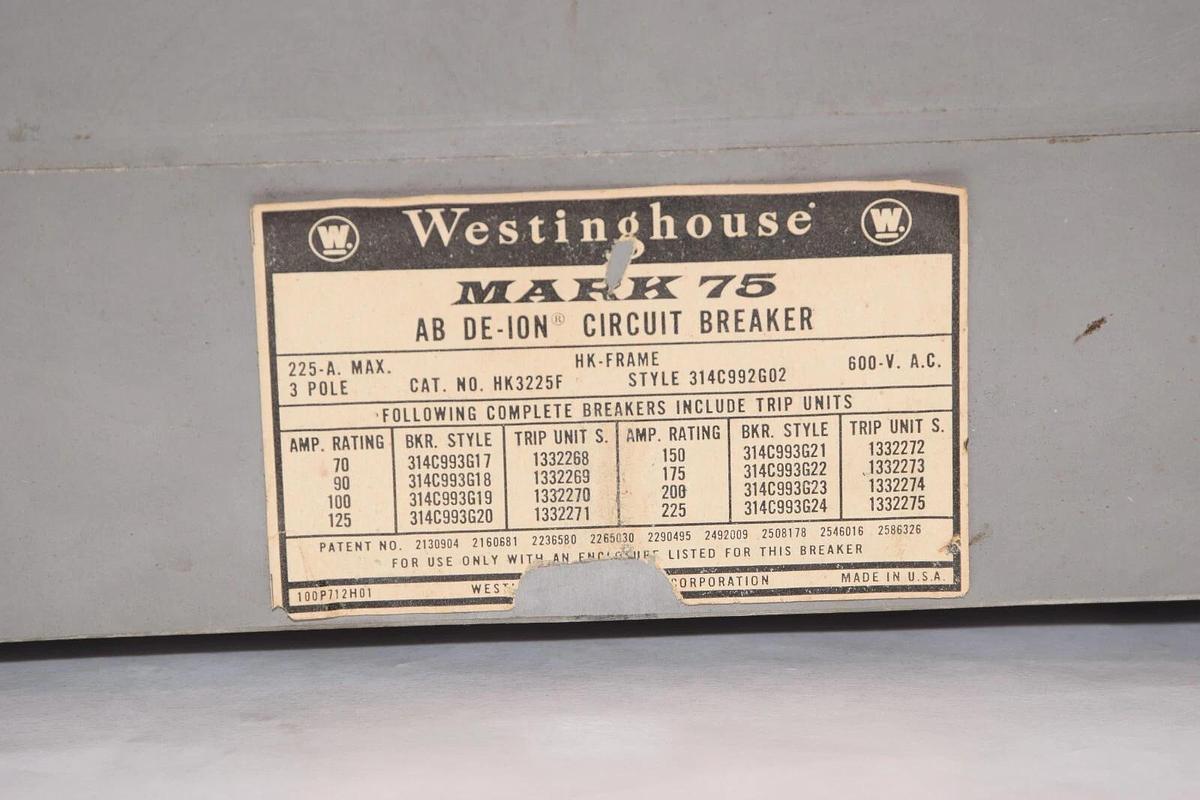 W Westinghouse W
MARK 75
AB DE-ION® CIRCUIT BREAKER
225-A. MAX. HK-FRAME 600-V. A.C.
3 POLE CAT. NO. HK3225F STYLE 314C992G02
FOLLOWING COMPLETE BREAKERS INCLUDE TRIP UNITS
AMP. RATING BKR. STYLE TRIP UNIT S. AMP. RATING BKR. STYLE TRIP UNIT S.
70 314C993G17 1332268 150 314C993G21 1332272
90 314C993G18 1332269 175 314C993G22 1332273
100 314C993G19 1332270 200 314C993G23 1332274
125 314C993G20 1332271 225 314C993G24 1332275
PATENT NO. 2130904 2160681 2236580 2265030 2290495 2492009 2508178 2546016 2586326
FOR USE ONLY WITH AN ENCLOSURE LISTED FOR THIS BREAKER
100P712H01 CORPORATION MADE IN U.S.A.